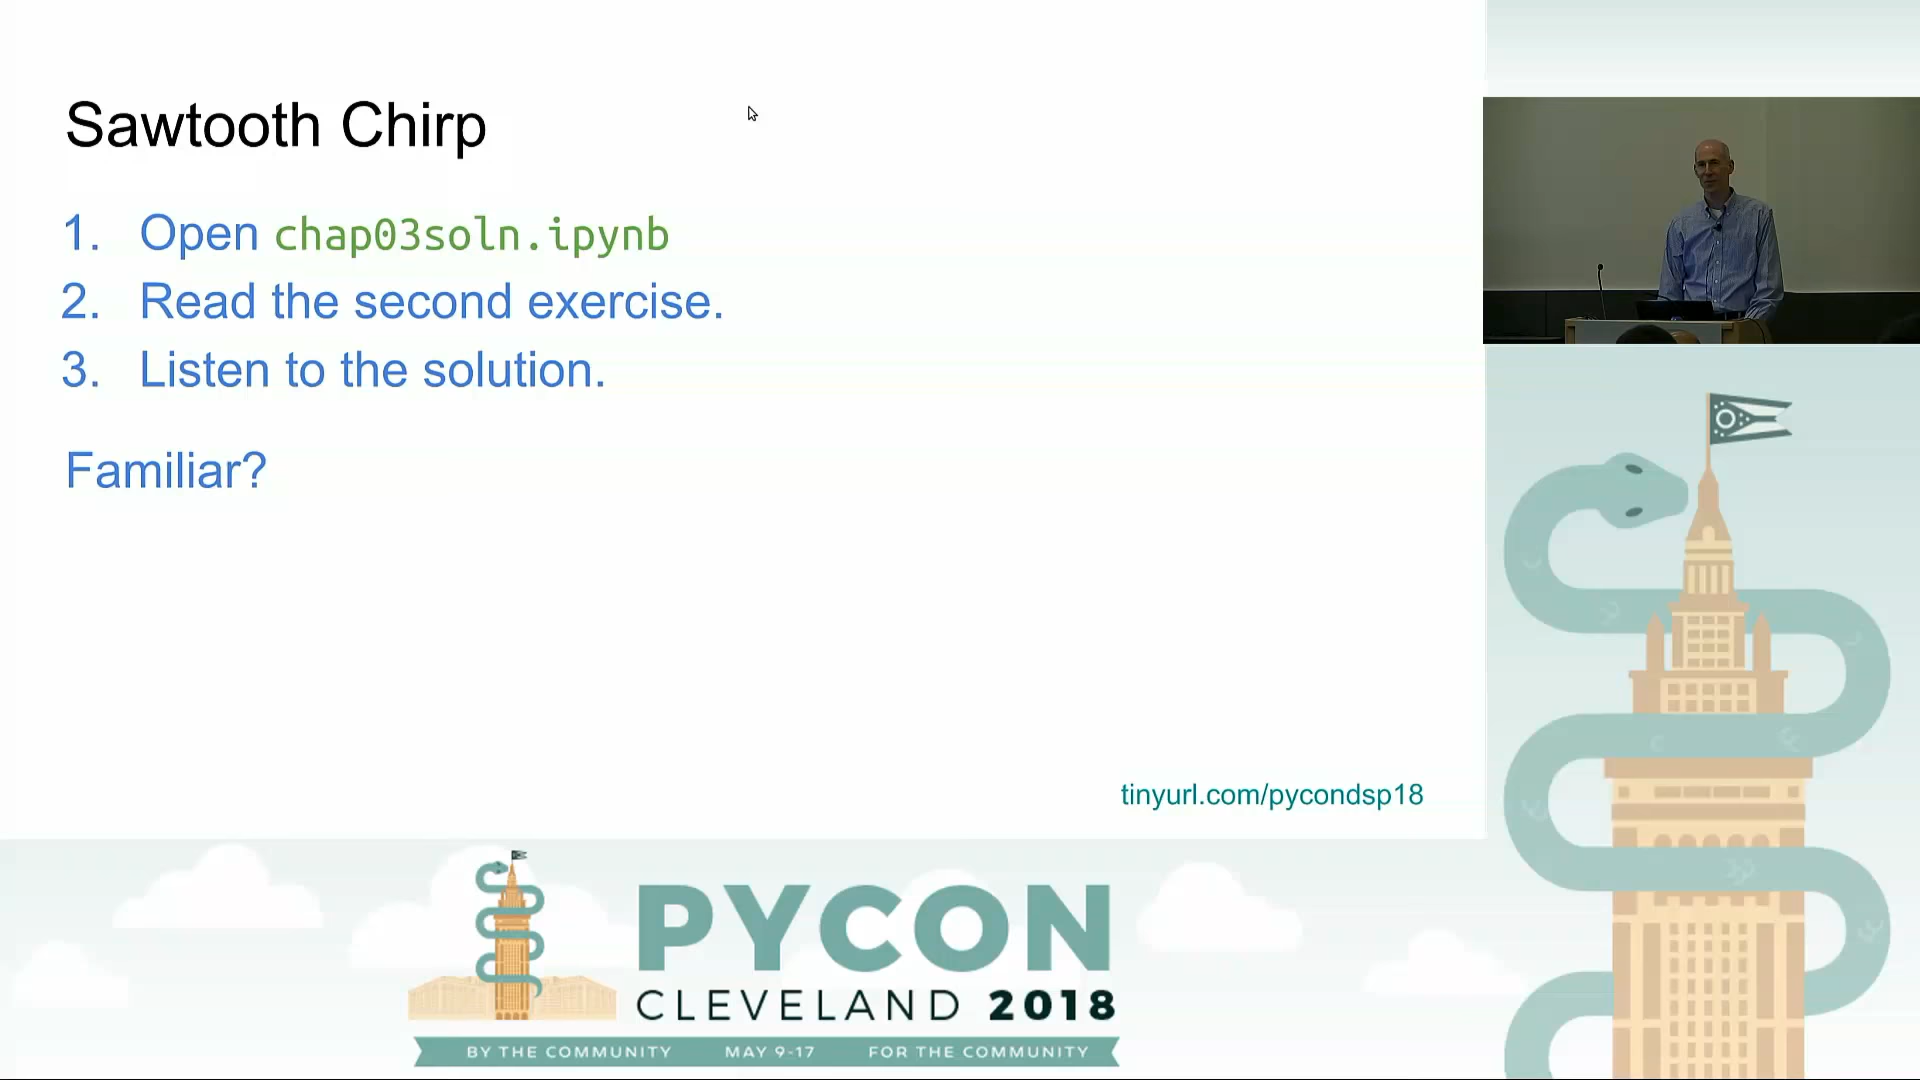 Sawtooth Chirp
1. Open chap03soln.ipynb
2. Read the second exercise.
3. Listen to the solution.
Familiar?
tinyurl.com/pycondsp18
PYCON
CLEVELAND 2018
BY THE COMMUNITY MAY 9-17 FOR THE COMMUNITY